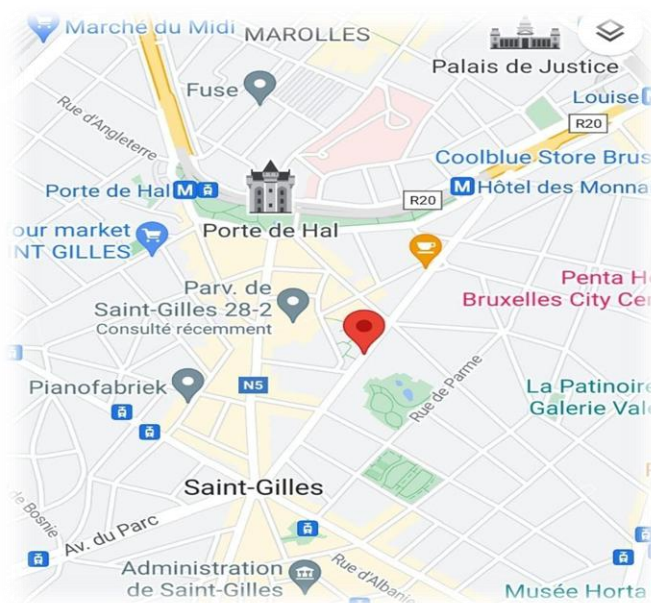 Marché du Midi
MAROLLES
Palais de Justice
Fuse
Louise
R20
Rue d'Angleterre
Coolblue Store Brus
Porte de Hal M
R20
M Hôtel des Monna
our market
NT GILLES
Porte de Hal
Penta H
Bruxelles City Cen
Parv. de
Saint-Gilles 28-2
Consulté récemment
Pianofabriek
N5
Rue de Parme
La Patinoire
Galerie Val
Saint-Gilles
de Bosnie
Av. du Parc
Administration
de Saint-Gilles
Rue d'Albanie
Musée Horta